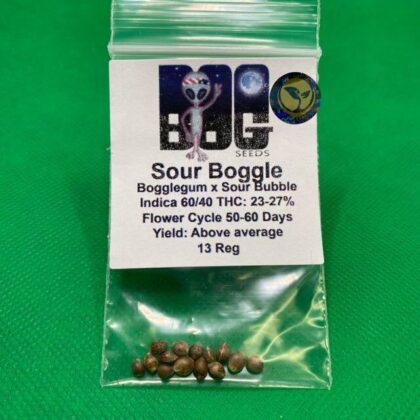 BOG
SEEDS
Sour Boggle
Bogglegum x Sour Bubble
Indica 60/40 THC: 23-27%
Flower Cycle 50-60 Days
Yield: Above average
13 Reg